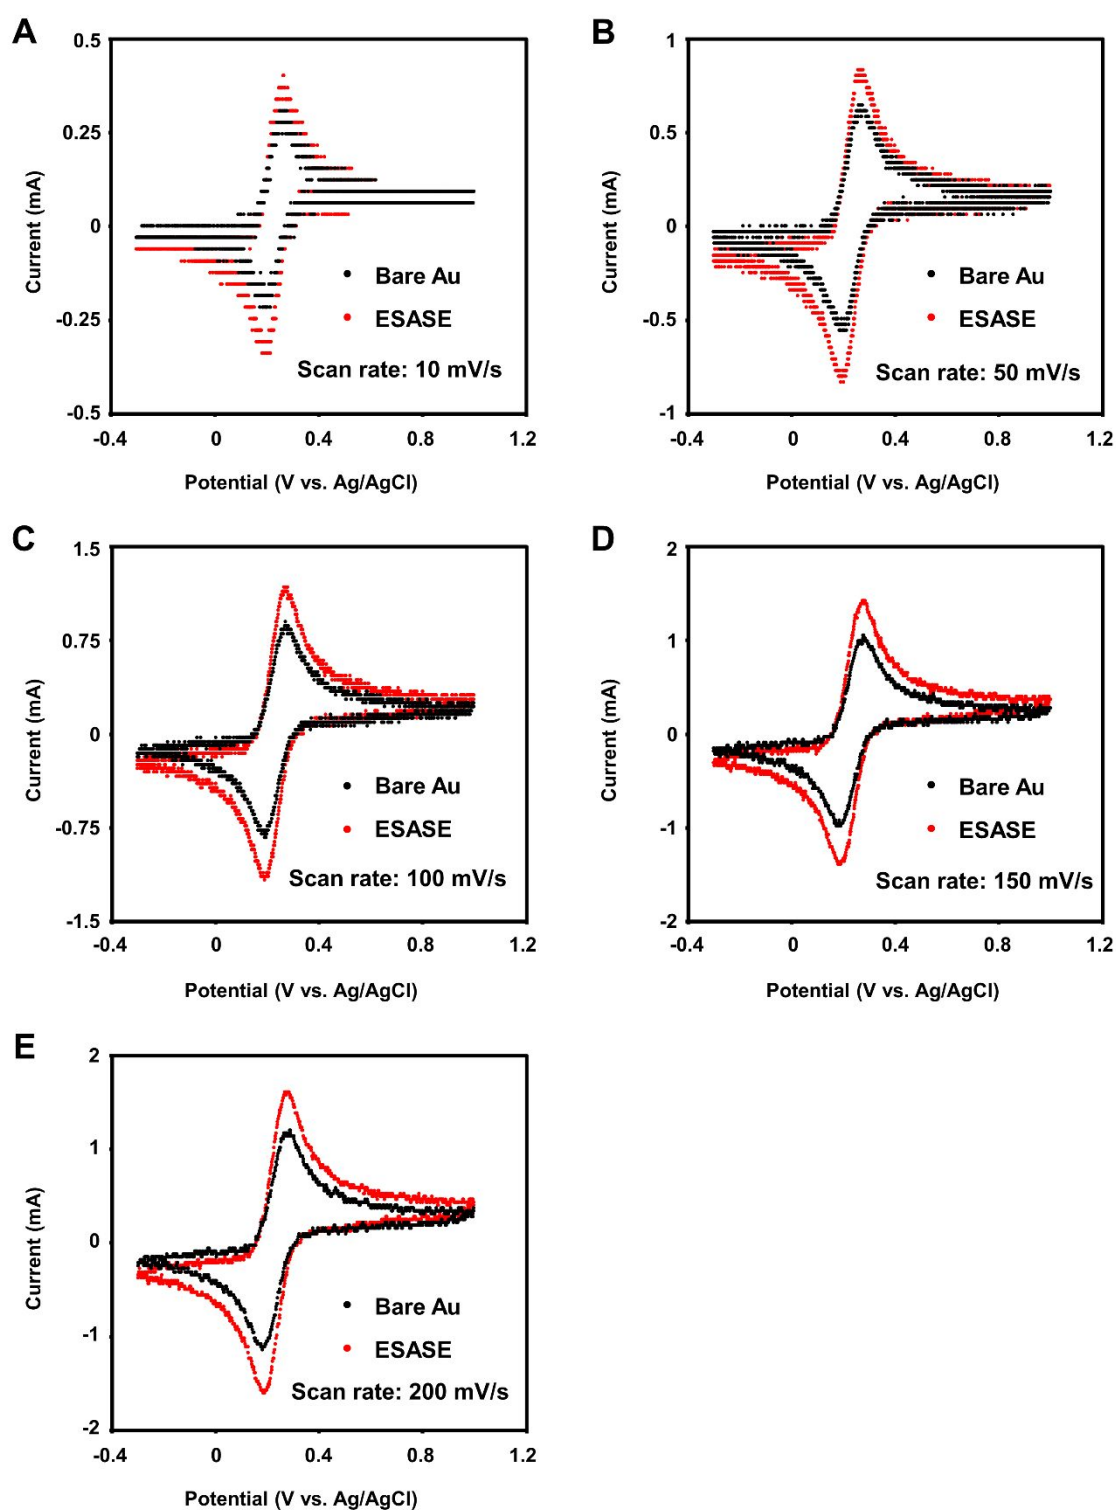 A
0.5
0.25
0
-0.25
-0.5
Current (mA)
Bare Au
ESASE
Scan rate: 10 mV/s
-0.4 0 0.4 0.8 1.2
Potential (V vs. Ag/AgCl)
B
1
0.5
0
-0.5
-1
Current (mA)
Bare Au
ESASE
Scan rate: 50 mV/s
-0.4 0 0.4 0.8 1.2
Potential (V vs. Ag/AgCl)
C
1.5
0.75
0
-0.75
-1.5
Current (mA)
Bare Au
ESASE
Scan rate: 100 mV/s
-0.4 0 0.4 0.8 1.2
Potential (V vs. Ag/AgCl)
D
2
1
0
-1
-2
Current (mA)
Bare Au
ESASE
Scan rate: 150 mV/s
-0.4 0 0.4 0.8 1.2
Potential (V vs. Ag/AgCl)
E
2
1
0
-1
-2
Current (mA)
Bare Au
ESASE
Scan rate: 200 mV/s
-0.4 0 0.4 0.8 1.2
Potential (V vs. Ag/AgCl)